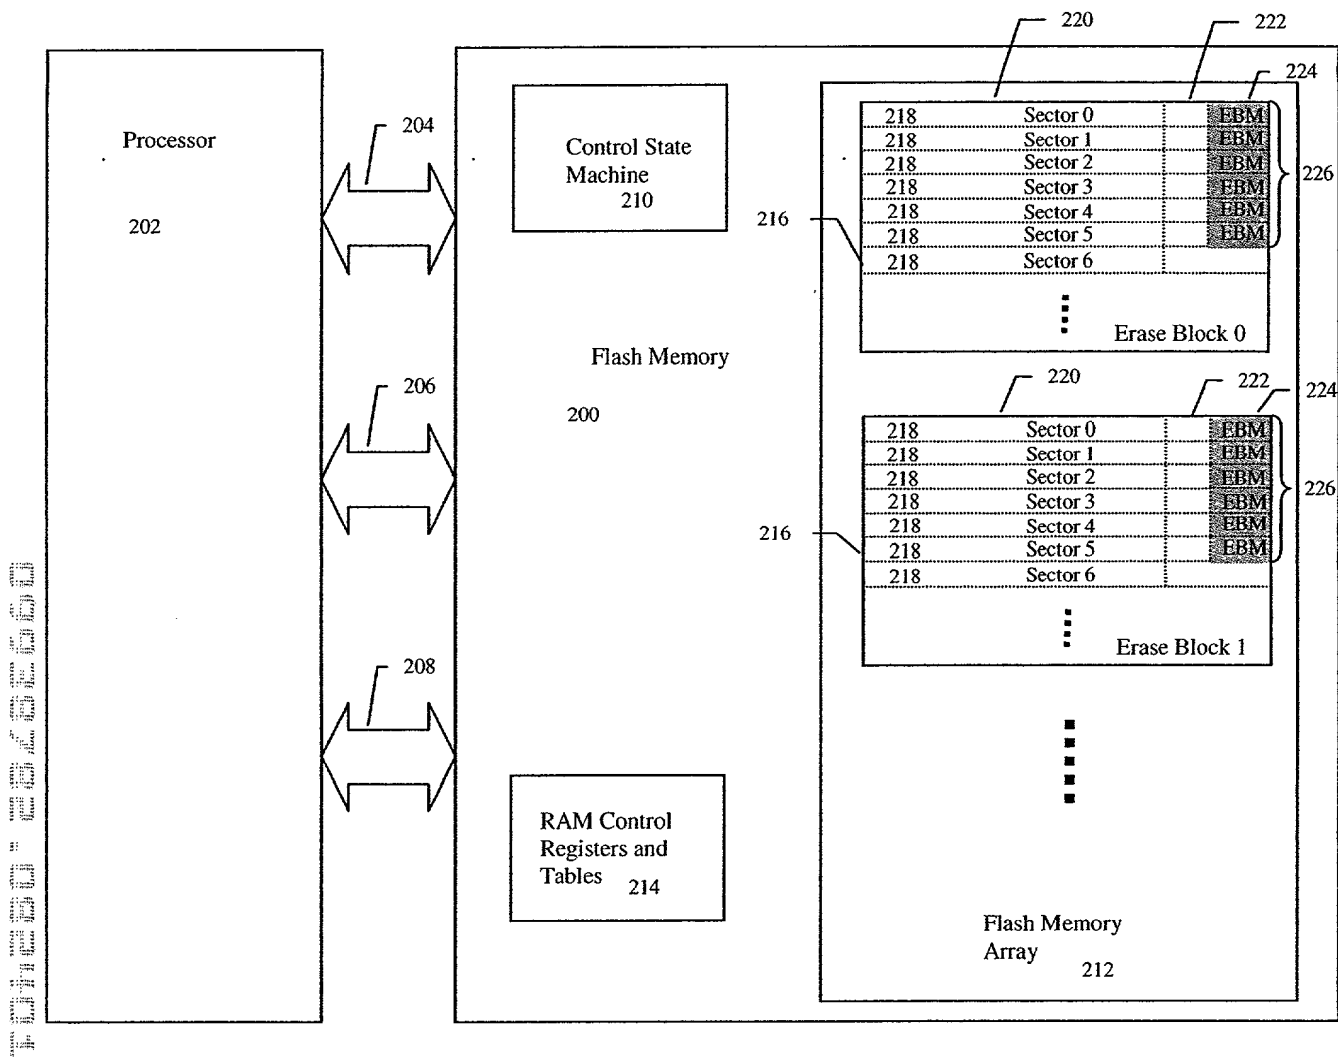 Processor
202
204
206
208
Control State
Machine
210
Flash Memory
200
RAM Control
Registers and
Tables
214
220
222
224
218 Sector 0 EBM
218 Sector 1 EBM
218 Sector 2 EBM
218 Sector 3 EBM
218 Sector 4 EBM
218 Sector 5 EBM
218 Sector 6
226
216
Erase Block 0
220
222
224
218 Sector 0 EBM
218 Sector 1 EBM
218 Sector 2 EBM
218 Sector 3 EBM
218 Sector 4 EBM
218 Sector 5 EBM
218 Sector 6
226
216
Erase Block 1
Flash Memory
Array
212